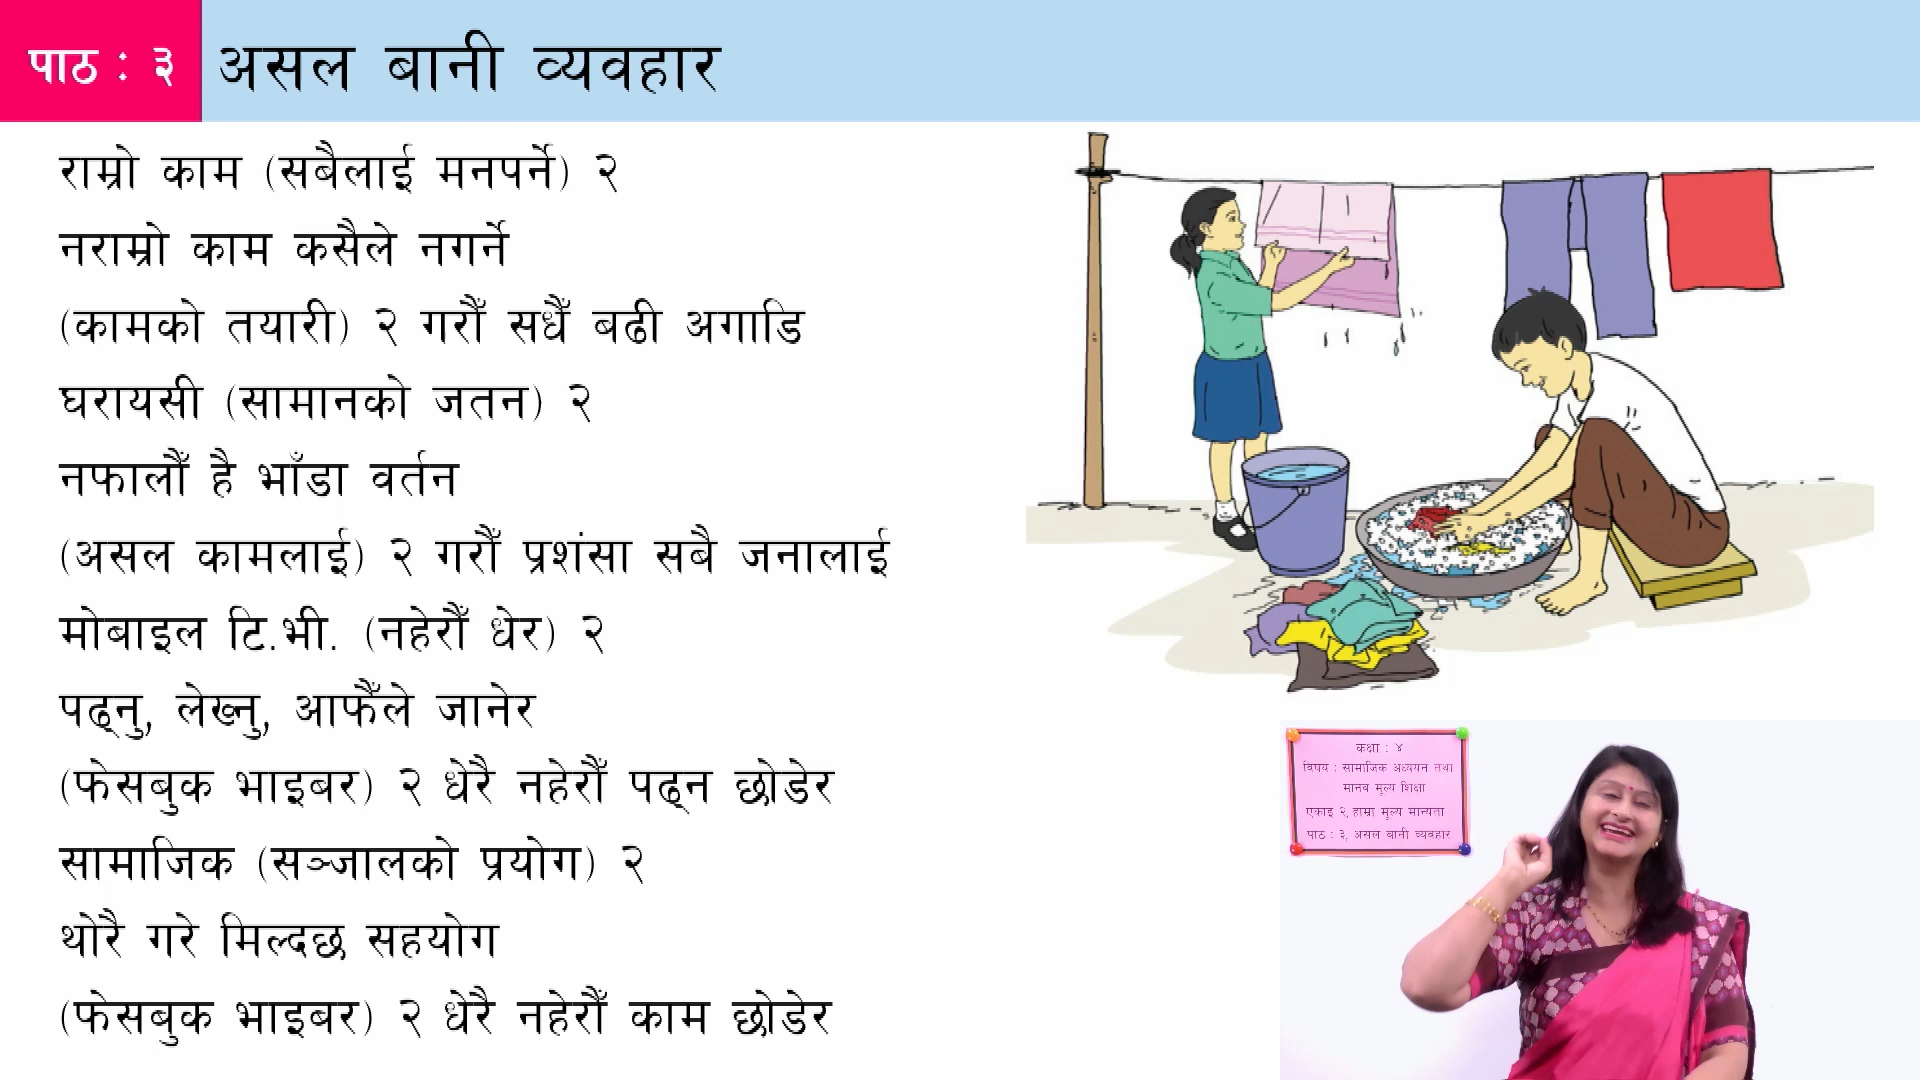 पाठ : ३ असल बानी व्यवहार
राम्रो काम (सबैलाई मनपर्ने) २
नराम्रो काम कसैले नगर्ने
(कामको तयारी) २ गरौँ सधैँ बढी अगाडि
घरायसी (सामानको जतन) २
नफालौँ है भाँडा वर्तन
(असल कामलाई) २ गरौँ प्रशंसा सबै जनालाई
मोबाइल टि.भी. (नहेरौँ धेर) २
पढ्नु, लेख्नु, आफैँले जानेर
(फेसबुक भाइबर) २ धेरै नहेरौँ पढ्न छोडेर
सामाजिक (सञ्जालको प्रयोग) २
थोरै गरे मिल्दछ सहयोग
(फेसबुक भाइबर) २ धेरै नहेरौँ काम छोडेर
कक्षा : ४
विषय : सामाजिक अध्ययन तथा
मानव मूल्य शिक्षा
एकाइ २, हाम्रा मूल्य मान्यता
पाठ : ३, असल बानी व्यवहार